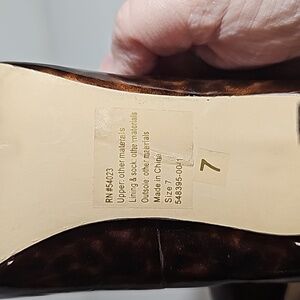 RN #54023
Upper: other materials
Lining & sock: othe materials
Outsole: other materials
Made in China
Size 7
548395-0041
7